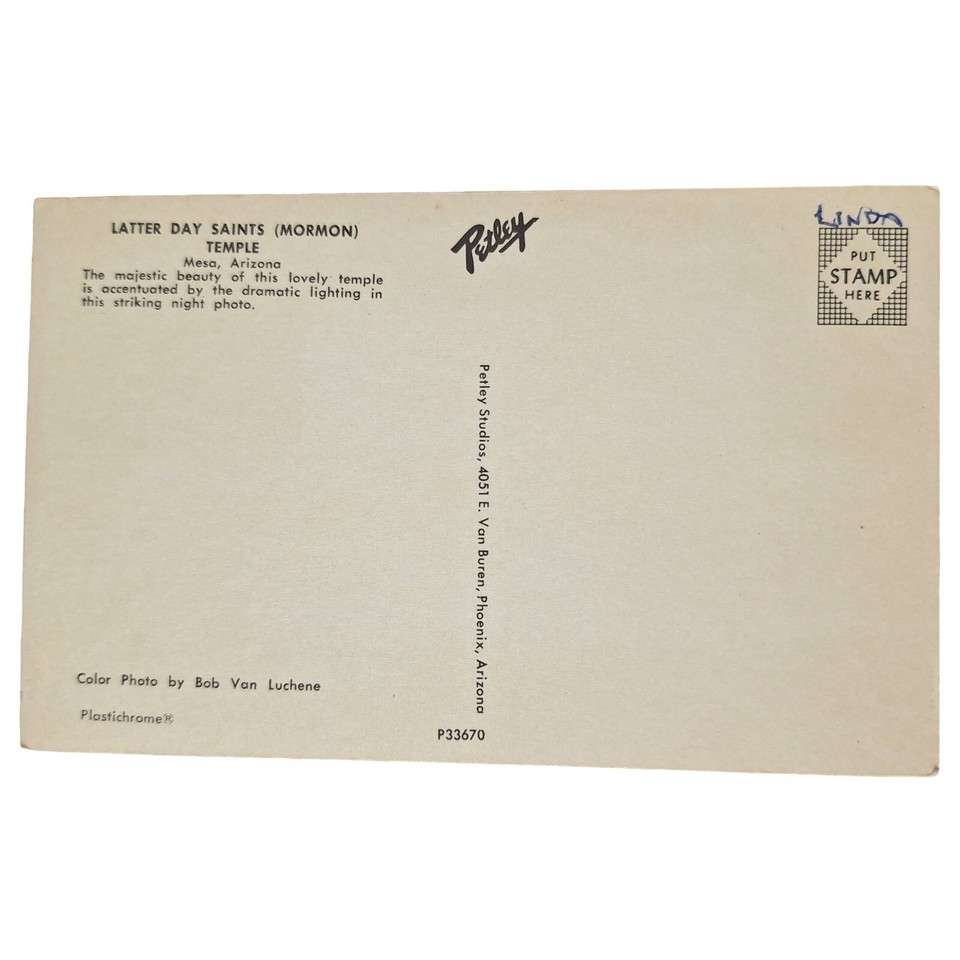 LATTER DAY SAINTS (MORMON)
TEMPLE
Mesa, Arizona
The majestic beauty of this lovely temple
is accentuated by the dramatic lighting in
this striking night photo.
Petley
LINDA
PUT
STAMP
HERE
Petley Studios, 4051 E. Van Buren, Phoenix, Arizona
Color Photo by Bob Van Luchene
Plastichrome®
P33670